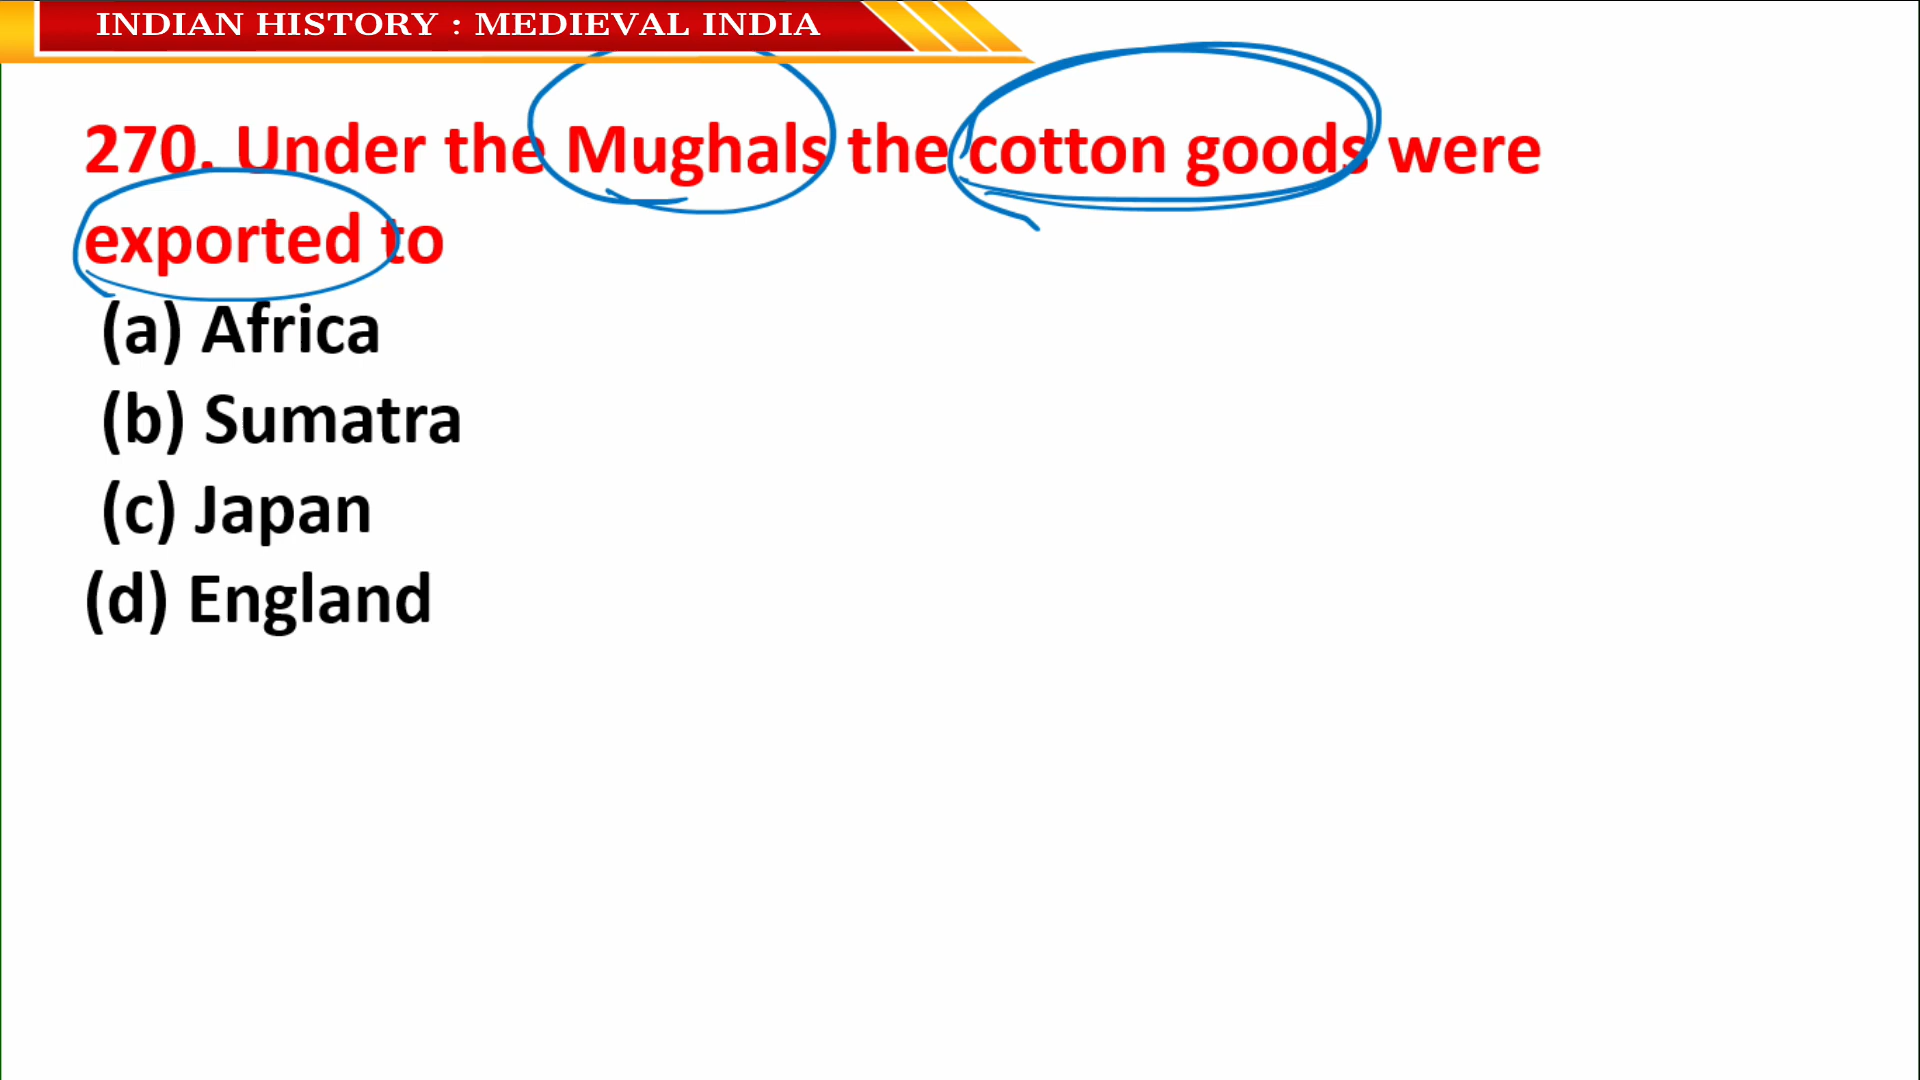 INDIAN HISTORY : MEDIEVAL INDIA
270. Under the Mughals the cotton goods were
exported to
(a) Africa
(b) Sumatra
(c) Japan
(d) England